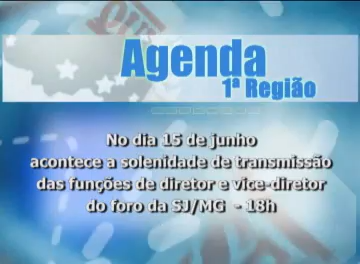 Agenda
1ª Região
No dia 15 de junho
acontece a solenidade de transmissão
das funções de diretor e vice-diretor
do foro da SJ/MG - 18h